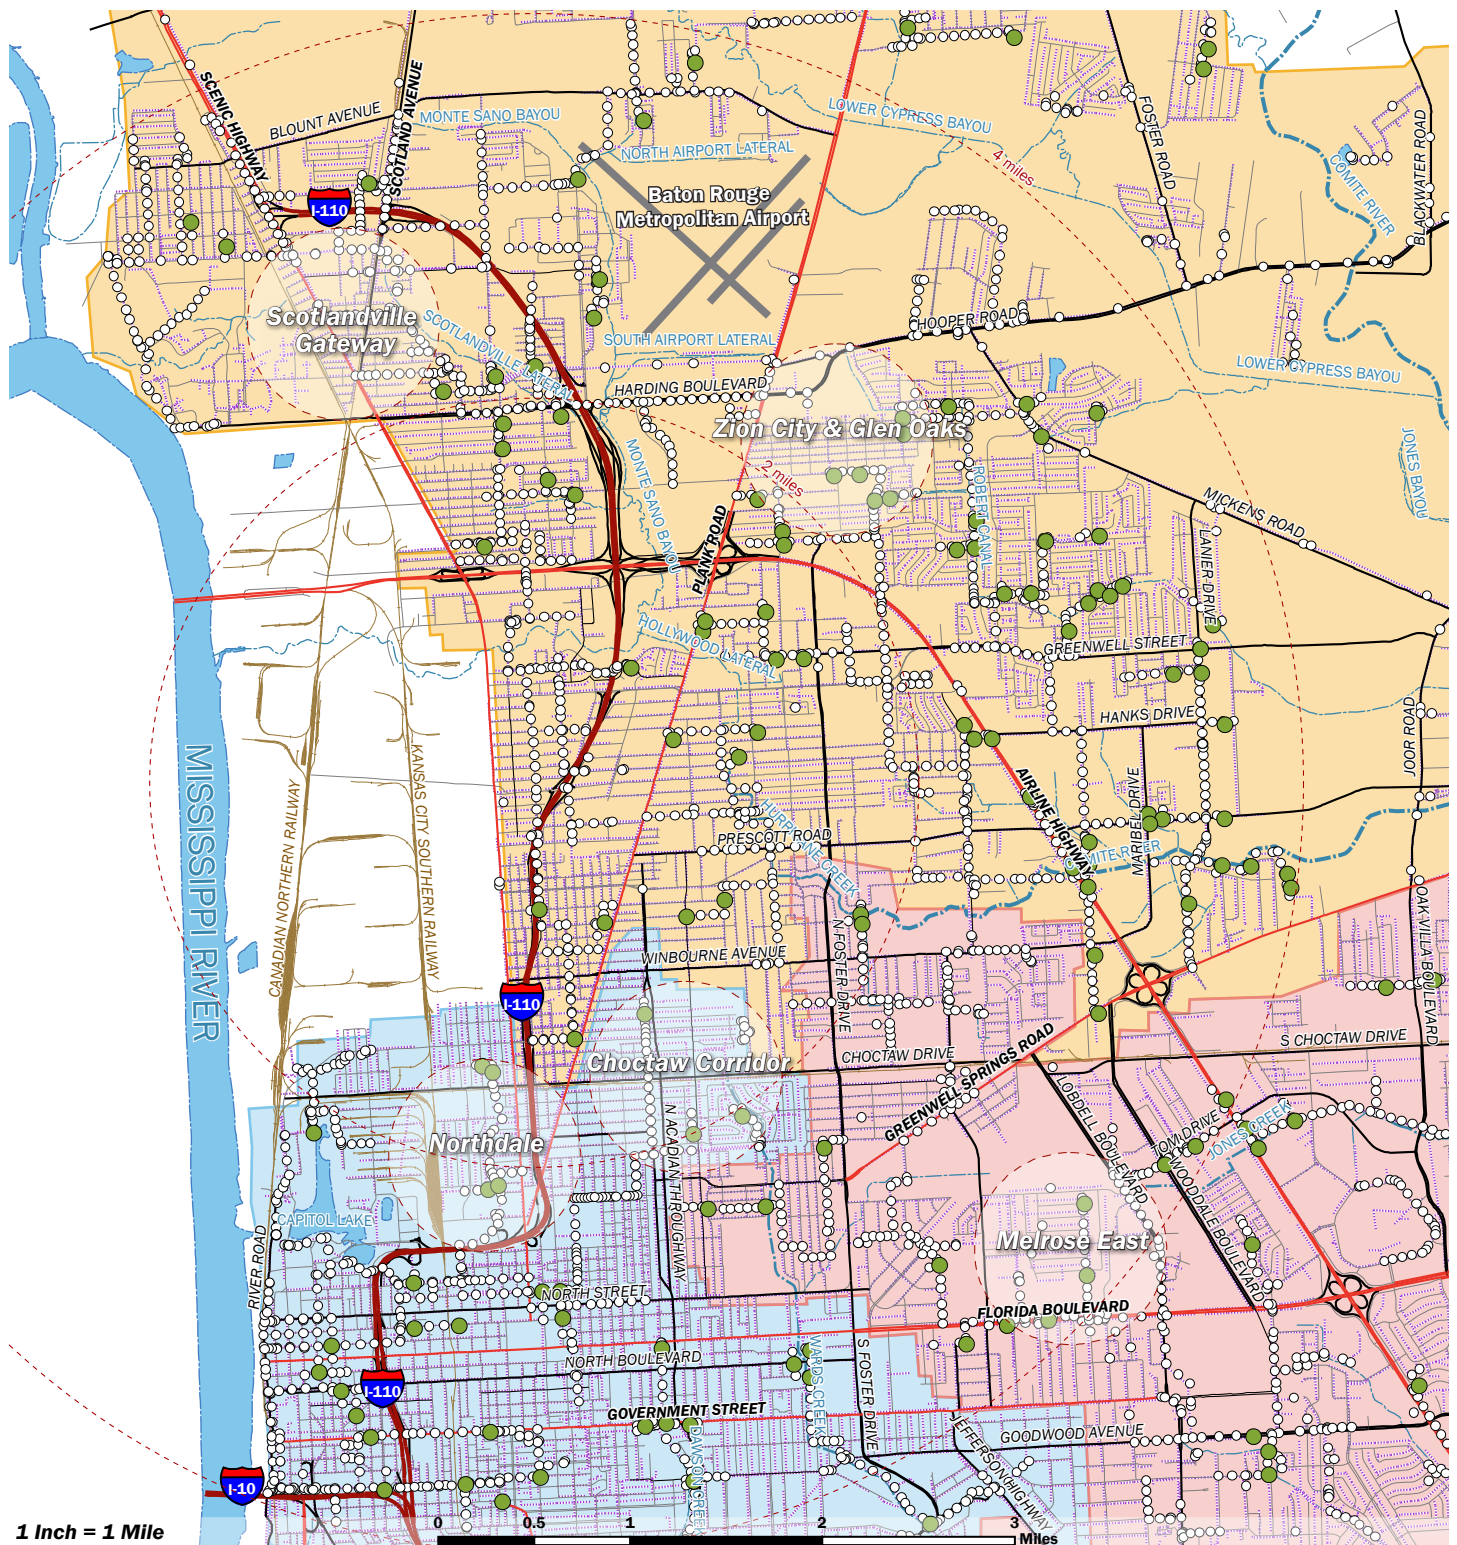 SCENIC HIGHWAY
BLOUNT AVENUE
SCOTLAND AVENUE
MONTE SANO BAYOU
LOWER CYPRESS BAYOU
FOSTER ROAD
BLACKWATER ROAD
NORTH AIRPORT LATERAL
4 miles
COMITE RIVER
Baton Rouge
Metropolitan Airport
I-110
Scotlandville
Gateway
SCOTLANDVILLE LATERAL
SOUTH AIRPORT LATERAL
HOOPER ROAD
LOWER CYPRESS BAYOU
HARDING BOULEVARD
Zion City & Glen Oaks
MONTE SANO BAYOU
2 miles
ROBERT CANAL
JONES BAYOU
MICKENS ROAD
PLANK ROAD
LANIER DRIVE
HOLLYWOOD LATERAL
GREENWELL STREET
HANKS DRIVE
JOOR ROAD
MISSISSIPPI RIVER
CANADIAN NORTHERN RAILWAY
KANSAS CITY SOUTHERN RAILWAY
AIRLINE HIGHWAY
MARIBEL DRIVE
HURRICANE CREEK
PRESCOTT ROAD
COMITE RIVER
N FOSTER DRIVE
OAK VILLA BOULEVARD
WINBOURNE AVENUE
I-110
Choctaw Corridor
CHOCTAW DRIVE
S CHOCTAW DRIVE
GREENWELL SPRINGS ROAD
LOBDELL BOULEVARD
Northdale
N ACADIAN THROUGHWAY
TOM DRIVE
JONES CREEK
WOODDALE BOULEVARD
CAPITOL LAKE
RIVER ROAD
Melrose East
NORTH STREET
FLORIDA BOULEVARD
NORTH BOULEVARD
WARDS CREEK
S FOSTER DRIVE
I-110
GOVERNMENT STREET
JEFFERSON HIGHWAY
GOODWOOD AVENUE
DAWSON CREEK
I-10
1 Inch = 1 Mile
0 0.5 1 2 3
Miles